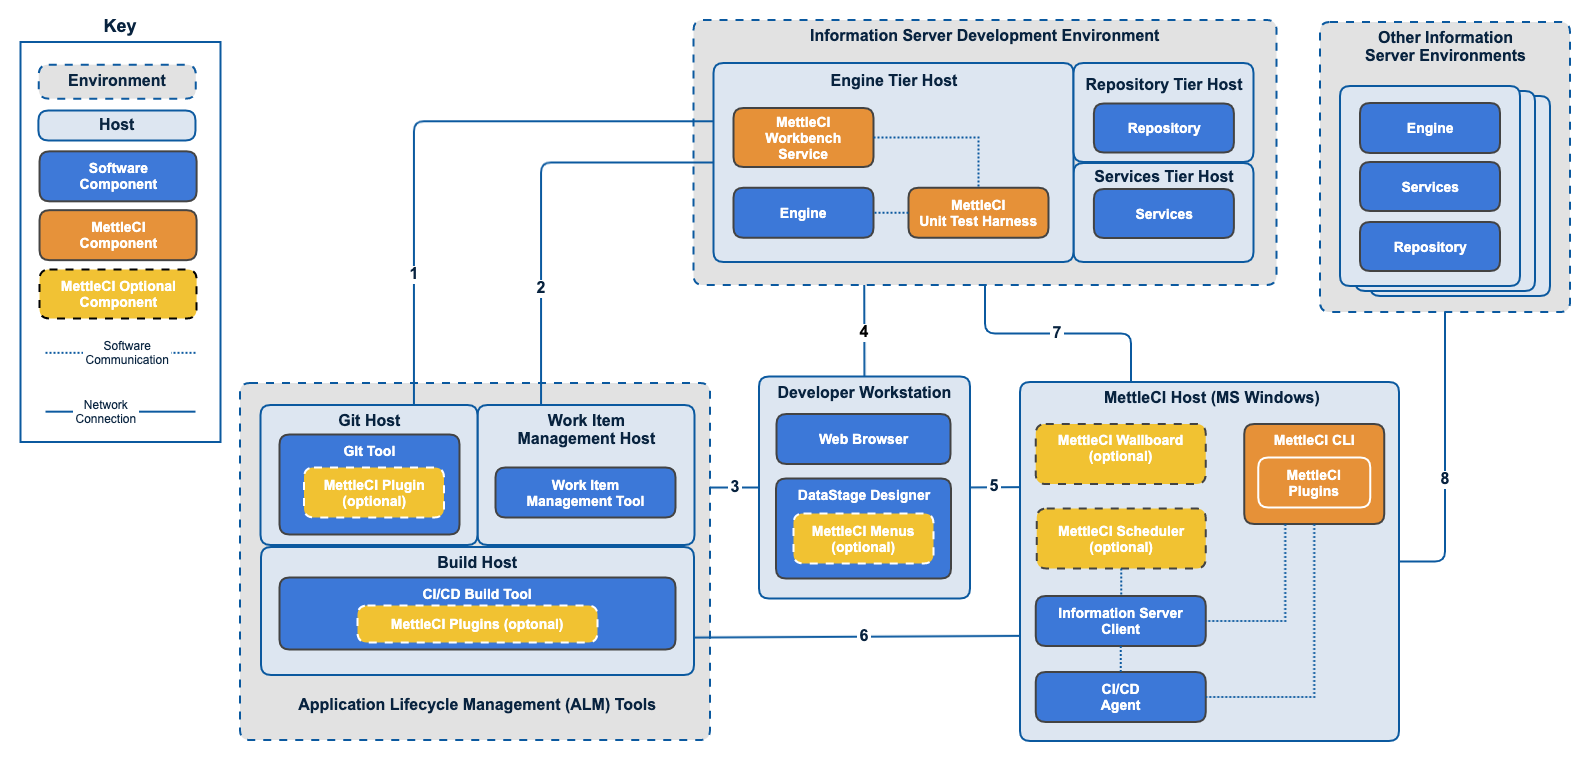 Key
Environment
Host
Software
Component
MettleCI
Component
MettleCI Optional
Component
Software
Communication
Network
Connection
Information Server Development Environment
Engine Tier Host
MettleCI
Workbench
Service
Engine
MettleCI
Unit Test Harness
Repository Tier Host
Repository
Services Tier Host
Services
Other Information
Server Environments
Engine
Services
Repository
1
2
4
7
8
Git Host
Git Tool
MettleCI Plugin
(optional)
Work Item
Management Host
Work Item
Management Tool
Build Host
CI/CD Build Tool
MettleCI Plugins (optonal)
Application Lifecycle Management (ALM) Tools
3
Developer Workstation
Web Browser
DataStage Designer
MettleCI Menus
(optional)
5
6
MettleCI Host (MS Windows)
MettleCI Wallboard
(optional)
MettleCI CLI
MettleCI
Plugins
MettleCI Scheduler
(optional)
Information Server
Client
CI/CD
Agent